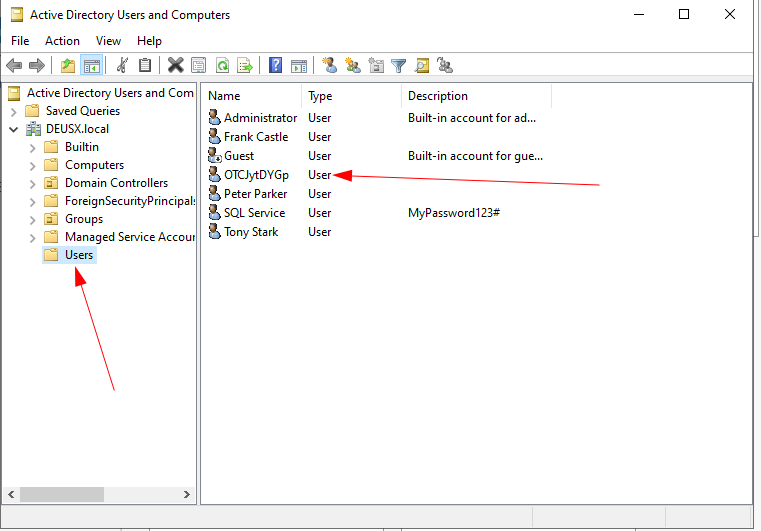 Active Directory Users and Computers
File Action View Help
Active Directory Users and Com
Saved Queries
DEUSX.local
Builtin
Computers
Domain Controllers
ForeignSecurityPrincipals
Groups
Managed Service Accour
Users
Name Type Description
Administrator User Built-in account for ad...
Frank Castle User
Guest User Built-in account for gue...
OTCJytDYGp User
Peter Parker User
SQL Service User MyPassword123#
Tony Stark User